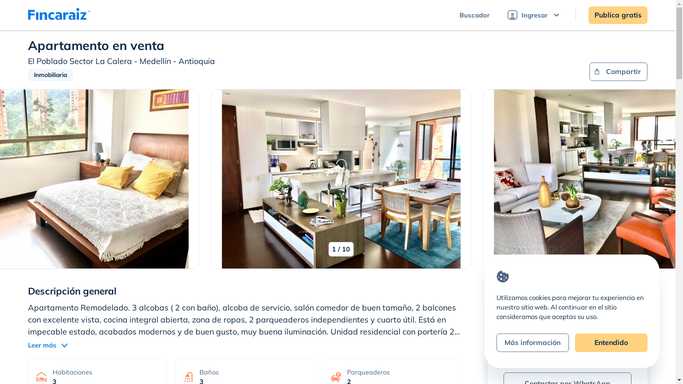 Fincaraiz
Buscador
Ingresar
Publica gratis
Apartamento en venta
El Poblado Sector La Calera - Medellín - Antioquia
Inmobiliaria
Compartir
1 / 10
Descripción general
Apartamento Remodelado. 3 alcobas ( 2 con baño), alcoba de servicio, salón comedor de buen tamaño, 2 balcones
con excelente vista, cocina integral abierta, zona de ropas, 2 parqueaderos independientes y cuarto útil. Está en
impecable estado, acabados modernos y de buen gusto, muy buena iluminación. Unidad residencial con portería 2...
Leer más
Habitaciones
3
Baños
3
Parqueaderos
2
Utilizamos cookies para mejorar tu experiencia en
nuestro sitio web. Al continuar en el sitio
consideramos que aceptas su uso.
Más información
Entendido
Contactar por WhatsApp